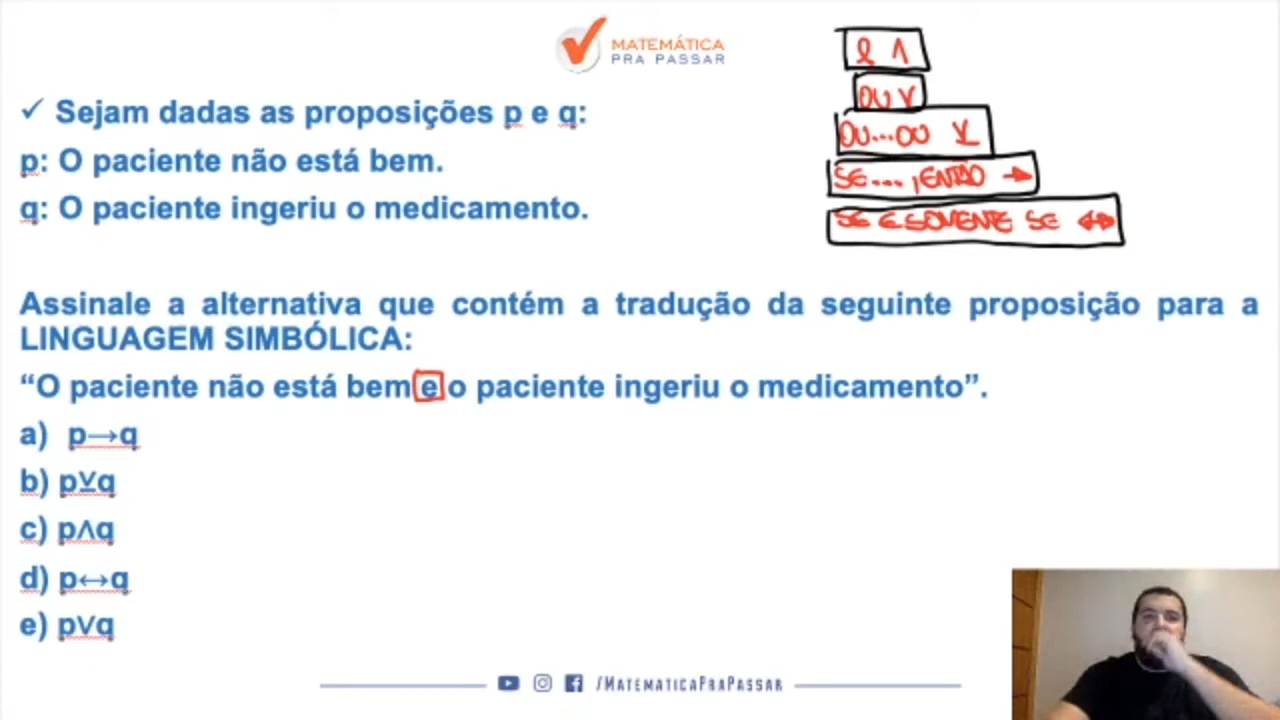 MATEMÁTICA
PRA PASSAR
e ∧
OU ∨
OU...OU ⊻
SE..., ENTÃO →
SE E SOMENTE SE ↔
✓ Sejam dadas as proposições p e q:
p: O paciente não está bem.
q: O paciente ingeriu o medicamento.
Assinale a alternativa que contém a tradução da seguinte proposição para a
LINGUAGEM SIMBÓLICA:
“O paciente não está bem e o paciente ingeriu o medicamento”.
a) p→q
b) p⊻q
c) p∧q
d) p↔q
e) p∨q
/MATEMATICAPRAPASSAR